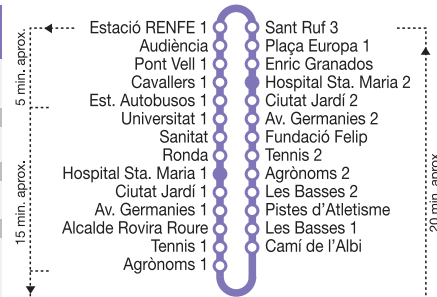 Estació RENFE 1
Audiència
Pont Vell 1
Cavallers 1
Est. Autobusos 1
Universitat 1
Sanitat
Ronda
Hospital Sta. Maria 1
Ciutat Jardí 1
Av. Germanies 1
Alcalde Rovira Roure
Tennis 1
Agrònoms 1
Sant Ruf 3
Plaça Europa 1
Enric Granados
Hospital Sta. Maria 2
Ciutat Jardí 2
Av. Germanies 2
Fundació Felip
Tennis 2
Agrònoms 2
Les Basses 2
Pistes d’Atletisme
Les Basses 1
Camí de l’Albi
5 min. aprox.
15 min. aprox.
20 min. aprox.